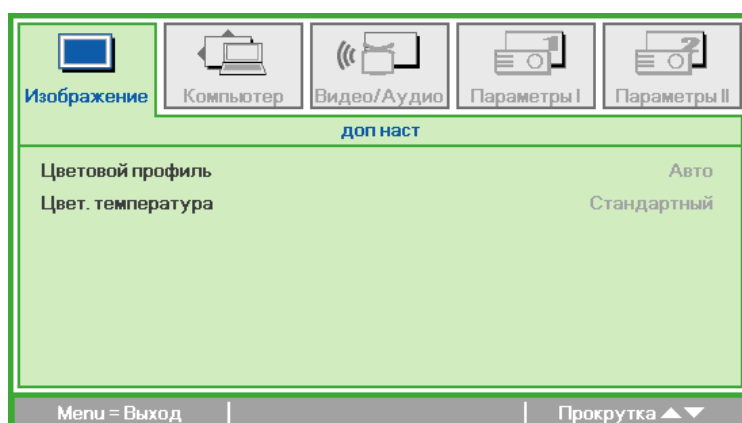 Изображение Компьютер Видео/Аудио Параметры I Параметры II
доп наст
Цветовой профиль Авто
Цвет. температура Стандартный
Menu = Выход Прокрутка ▲▼